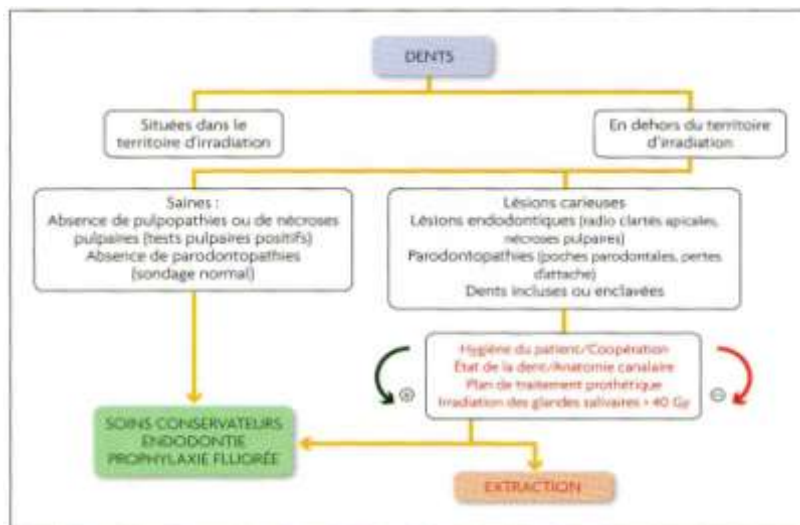 DENTS
Situées dans le
territoire d'irradiation
En dehors du territoire
d'irradiation
Saines :
Absence de pulpopathies ou de nécroses
pulpaires (tests pulpaires positifs)
Absence de parodontopathies
(sondage normal)
Lésions carieuses
Lésions endodontiques (radio clartés apicales,
nécroses pulpaires)
Parodontopathies (poches parodontales, pertes
d'attache)
Dents incluses ou enclavées
Hygiène du patient/Coopération
État de la dent/Anatomie canalaire
Plan de traitement prothétique
Irradiation des glandes salivaires > 40 Gy
+
−
SOINS CONSERVATEURS
ENDODONTIE
PROPHYLAXIE FLUORÉE
EXTRACTION